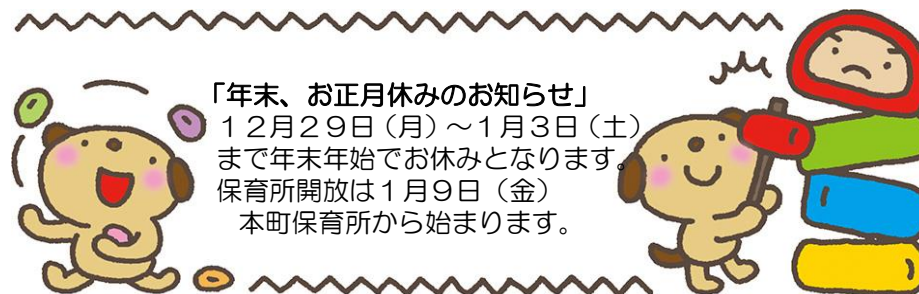 「年末、お正月休みのお知らせ」
１２月２９日（月）～１月３日（土）
まで年末年始でお休みとなります。
保育所開放は１月９日（金）
本町保育所から始まります。